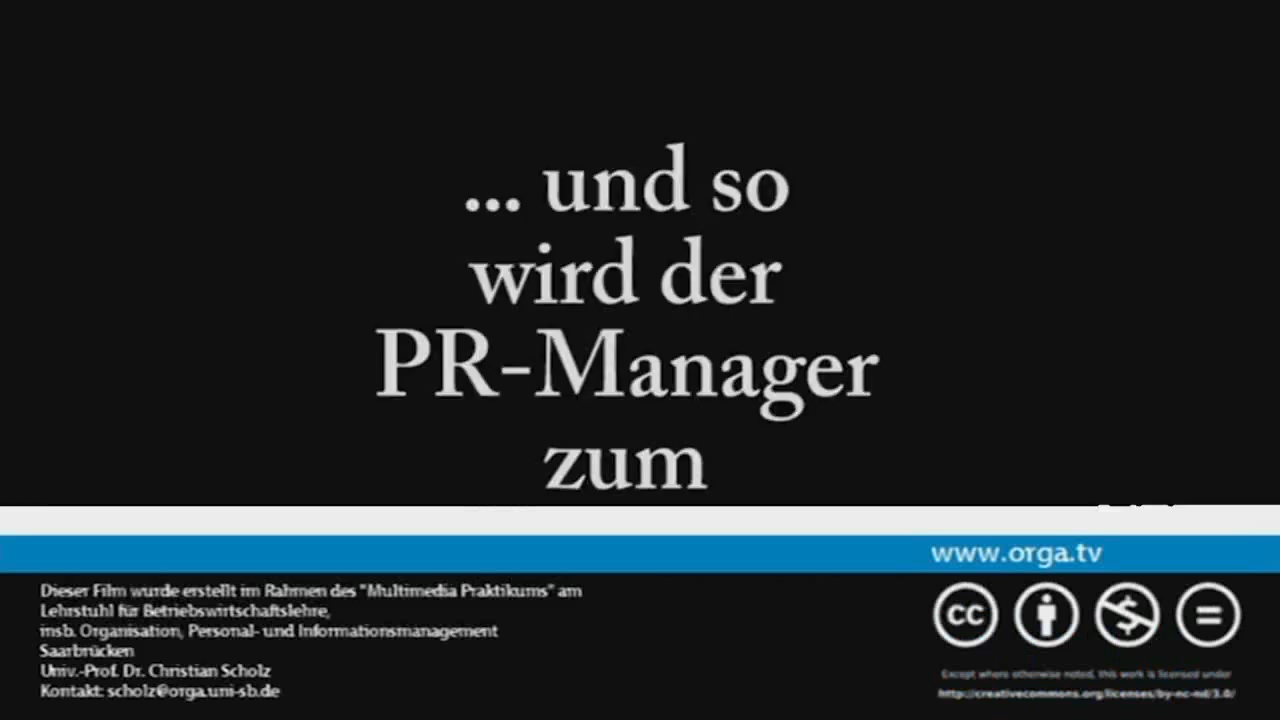 ... und so
wird der
PR-Manager
zum
www.orga.tv
Dieser Film wurde erstellt im Rahmen des "Multimedia Praktikums" am
Lehrstuhl für Betriebswirtschaftslehre,
insb. Organisation, Personal- und Informationsmanagement
Saarbrücken
Univ.-Prof. Dr. Christian Scholz
Kontakt: scholz@orga.uni-sb.de
cc
Except where otherwise noted, this work is licensed under
http://creativecommons.org/licenses/by-nc-nd/3.0/